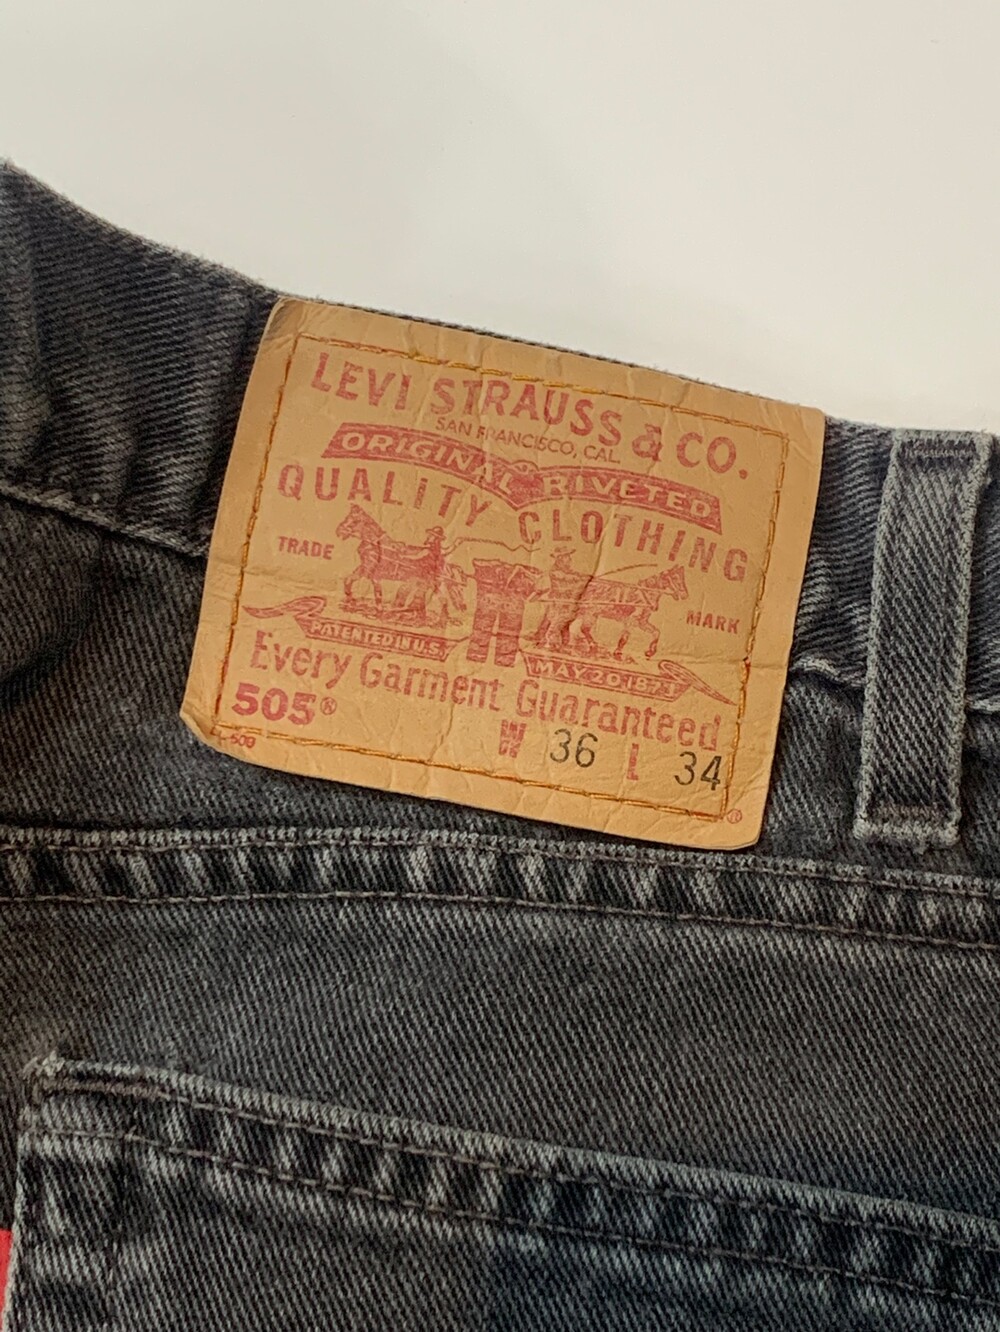 LEVI STRAUSS & CO.
SAN FRANCISCO, CAL.
ORIGINAL RIVETED
QUALITY CLOTHING
TRADE MARK
PATENTED IN U.S. MAY 20 1873
Every Garment Guaranteed
505®
W 36 L 34
®